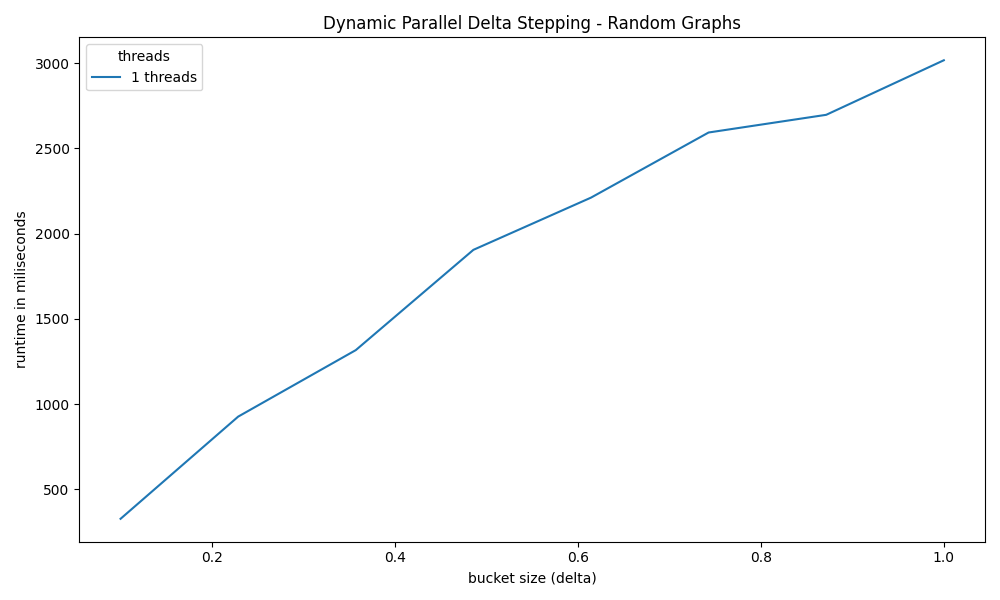 Dynamic Parallel Delta Stepping - Random Graphs
threads
1 threads
3000
2500
2000
1500
1000
500
runtime in miliseconds
0.2 0.4 0.6 0.8 1.0
bucket size (delta)